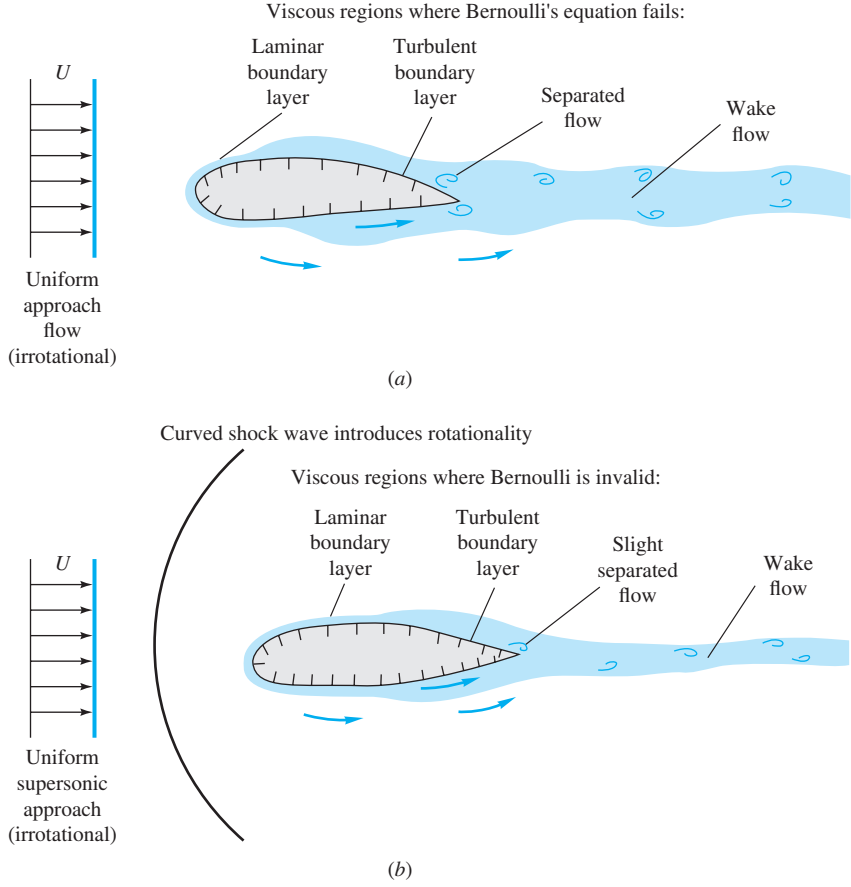 Viscous regions where Bernoulli's equation fails:
Laminar
boundary
layer
Turbulent
boundary
layer
Separated
flow
Wake
flow
U
Uniform
approach
flow
(irrotational)
(a)
Curved shock wave introduces rotationality
Viscous regions where Bernoulli is invalid:
Laminar
boundary
layer
Turbulent
boundary
layer
Slight
separated
flow
Wake
flow
U
Uniform
supersonic
approach
(irrotational)
(b)